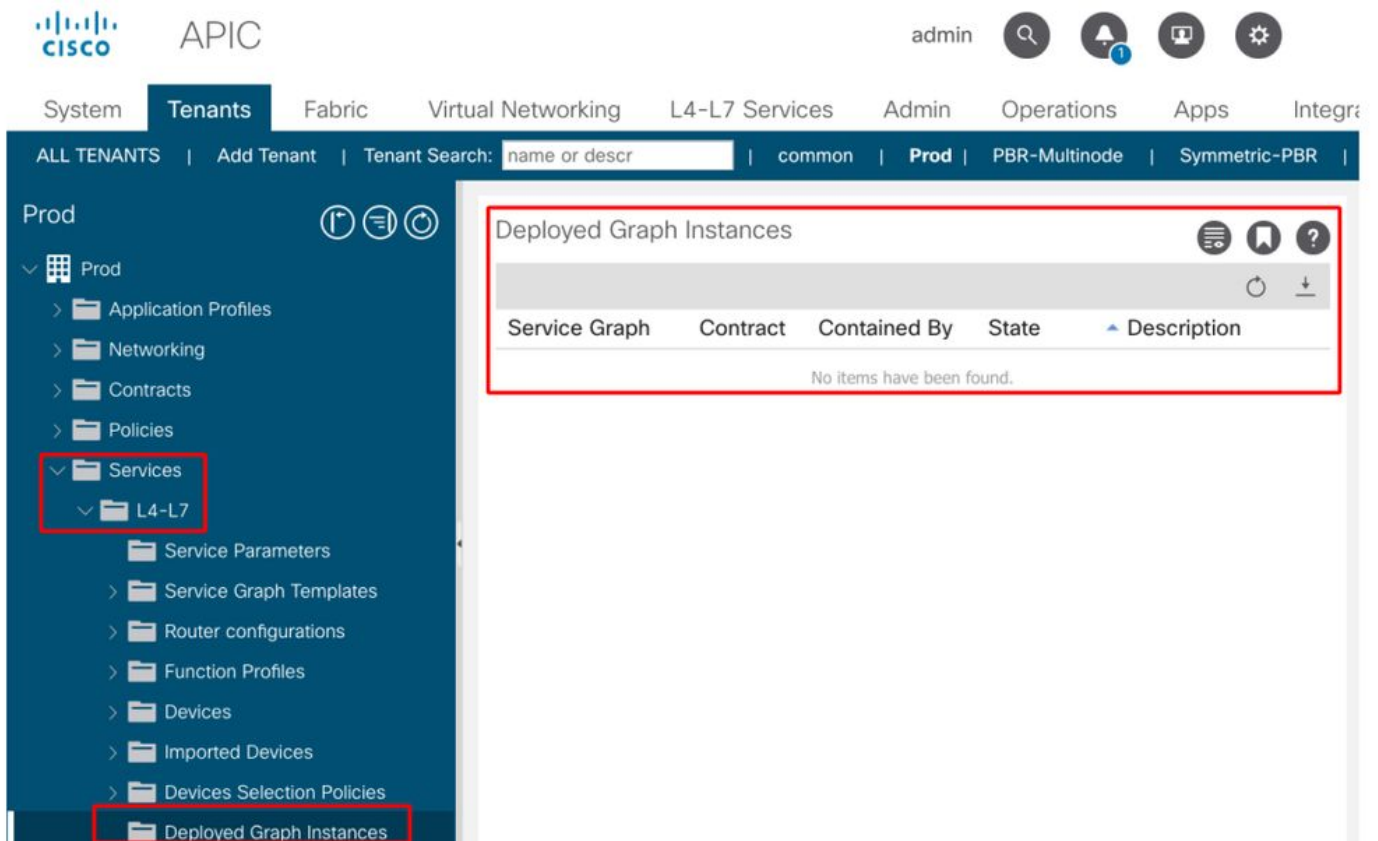 CISCO APIC admin 1
System Tenants Fabric Virtual Networking L4-L7 Services Admin Operations Apps Integra
ALL TENANTS | Add Tenant | Tenant Search: name or descr | common | Prod | PBR-Multinode | Symmetric-PBR |
Prod
Prod
Application Profiles
Networking
Contracts
Policies
Services
L4-L7
Service Parameters
Service Graph Templates
Router configurations
Function Profiles
Devices
Imported Devices
Devices Selection Policies
Deployed Graph Instances
Deployed Graph Instances
?
Service Graph Contract Contained By State Description
No items have been found.